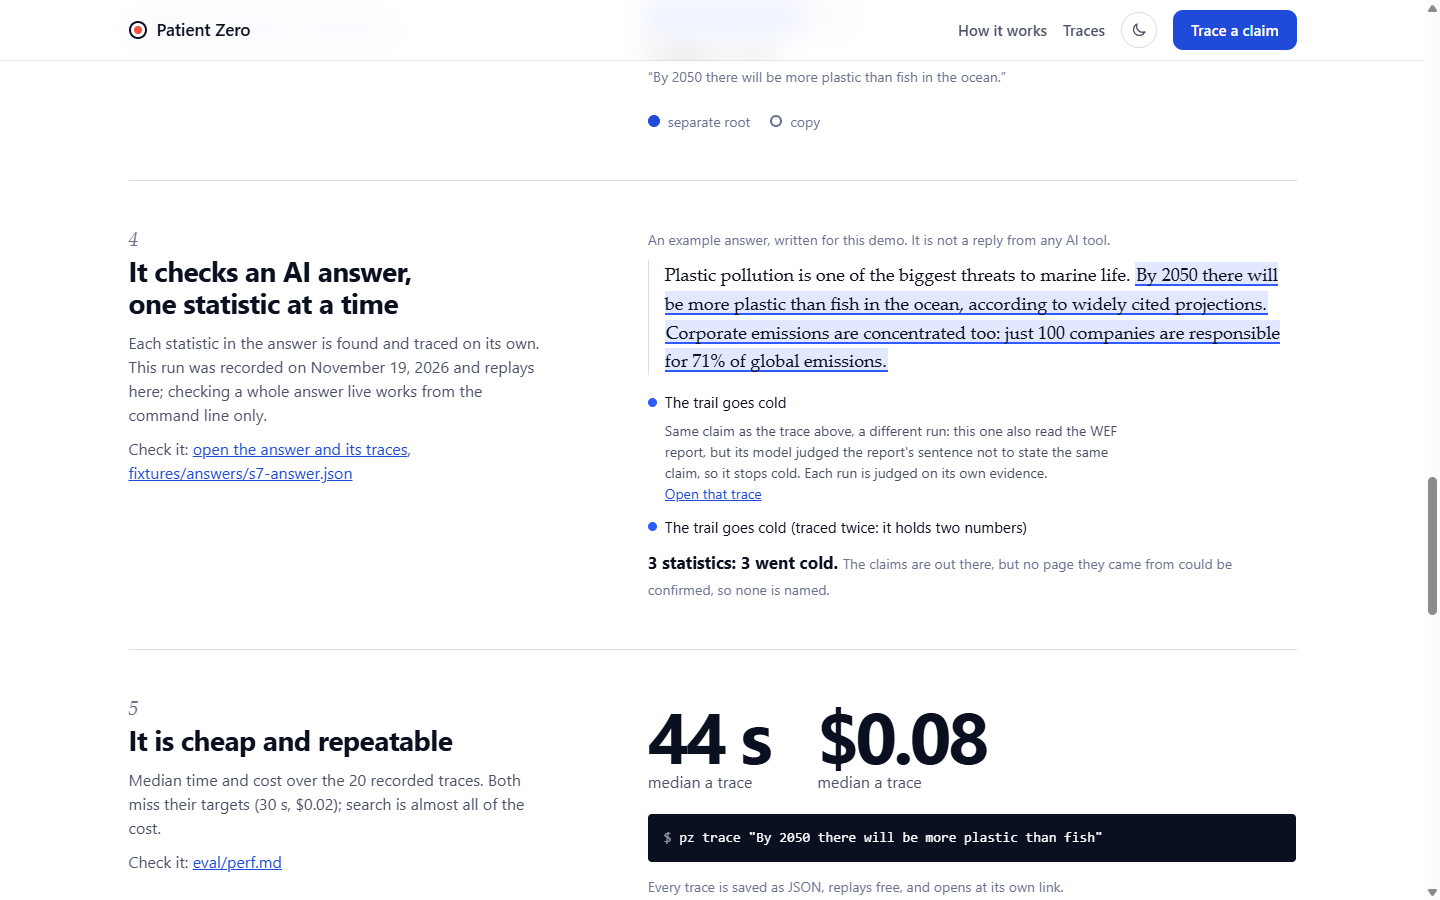 Patient Zero
How it works
Traces
Trace a claim
“By 2050 there will be more plastic than fish in the ocean.”
separate root
copy
4
It checks an AI answer,
one statistic at a time
Each statistic in the answer is found and traced on its own.
This run was recorded on November 19, 2026 and replays
here; checking a whole answer live works from the
command line only.
Check it: open the answer and its traces,
fixtures/answers/s7-answer.json
An example answer, written for this demo. It is not a reply from any AI tool.
Plastic pollution is one of the biggest threats to marine life. By 2050 there will
be more plastic than fish in the ocean, according to widely cited projections.
Corporate emissions are concentrated too: just 100 companies are responsible
for 71% of global emissions.
The trail goes cold
Same claim as the trace above, a different run: this one also read the WEF
report, but its model judged the report's sentence not to state the same
claim, so it stops cold. Each run is judged on its own evidence.
Open that trace
The trail goes cold (traced twice: it holds two numbers)
3 statistics: 3 went cold. The claims are out there, but no page they came from could be
confirmed, so none is named.
5
It is cheap and repeatable
Median time and cost over the 20 recorded traces. Both
miss their targets (30 s, $0.02); search is almost all of the
cost.
Check it: eval/perf.md
44 s
median a trace
$0.08
median a trace
$ pz trace "By 2050 there will be more plastic than fish"
Every trace is saved as JSON, replays free, and opens at its own link.